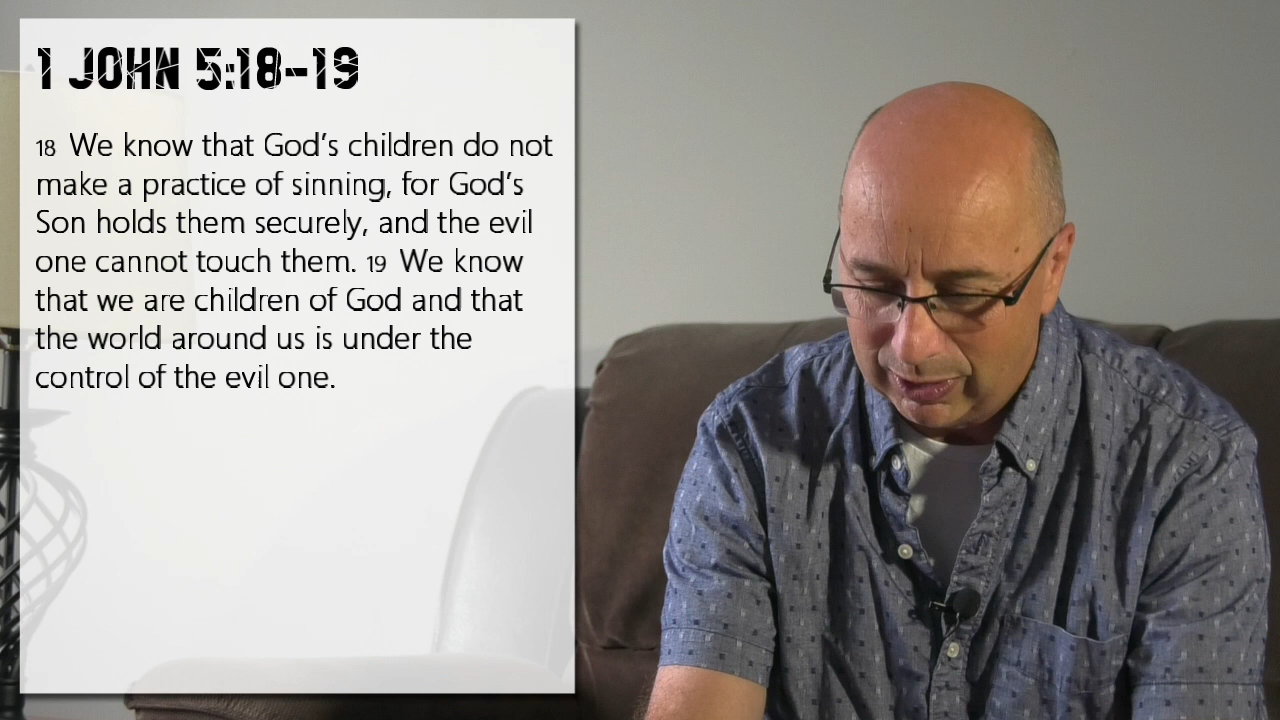 1 JOHN 5:18-19
18 We know that God's children do not
make a practice of sinning, for God's
Son holds them securely, and the evil
one cannot touch them. 19 We know
that we are children of God and that
the world around us is under the
control of the evil one.